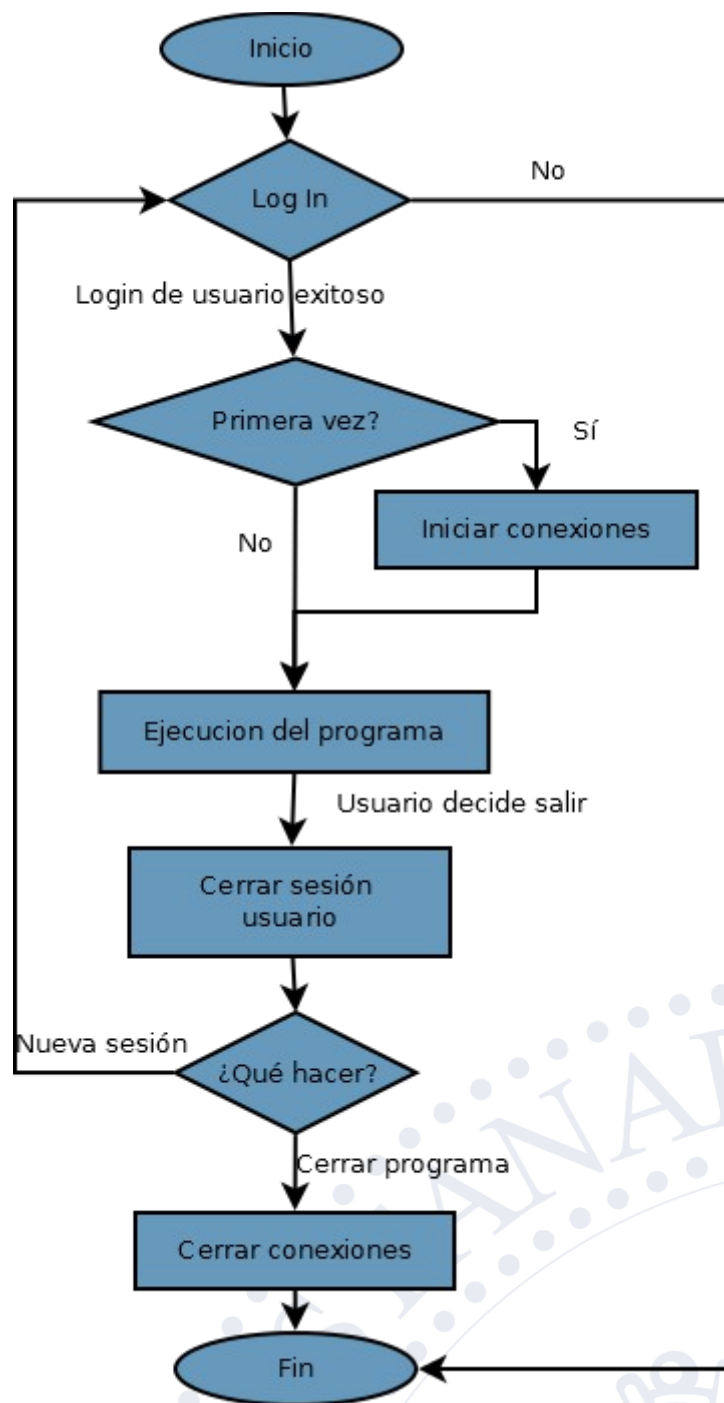 Inicio
Log In
No
Login de usuario exitoso
Primera vez?
Sí
Iniciar conexiones
No
Ejecucion del programa
Usuario decide salir
Cerrar sesión
usuario
Nueva sesión
¿Qué hacer?
Cerrar programa
Cerrar conexiones
Fin